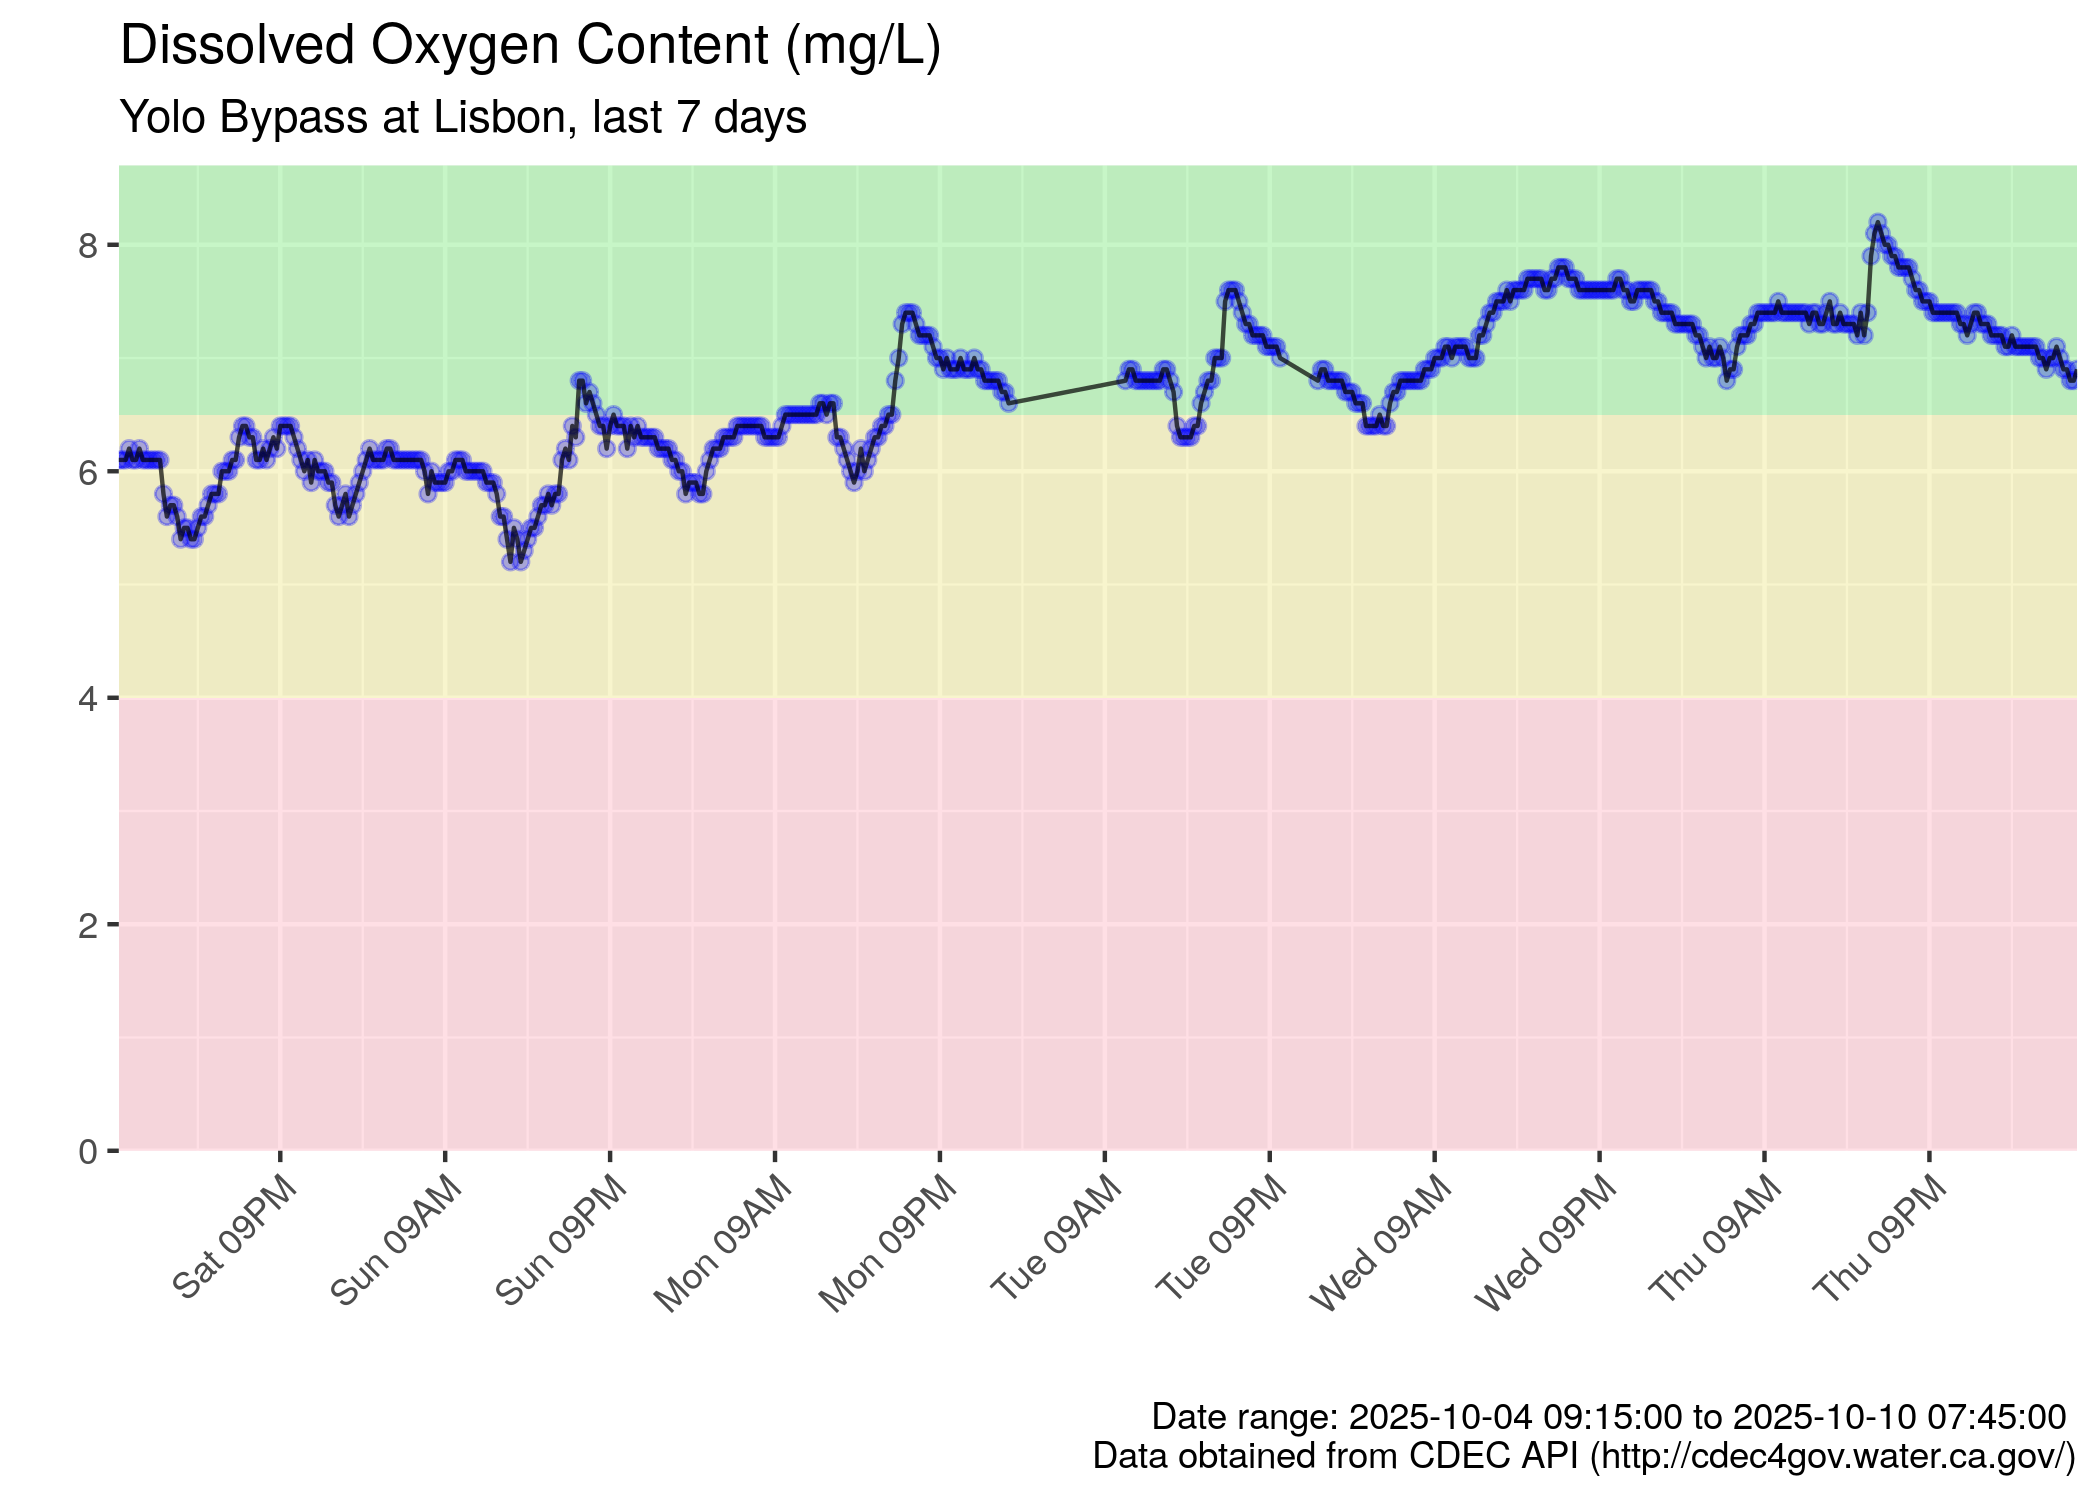 Dissolved Oxygen Content (mg/L)
Yolo Bypass at Lisbon, last 7 days
8
6
4
2
0
Sat 09PM
Sun 09AM
Sun 09PM
Mon 09AM
Mon 09PM
Tue 09AM
Tue 09PM
Wed 09AM
Wed 09PM
Thu 09AM
Thu 09PM
Date range: 2025-10-04 09:15:00 to 2025-10-10 07:45:00
Data obtained from CDEC API (http://cdec4gov.water.ca.gov/)